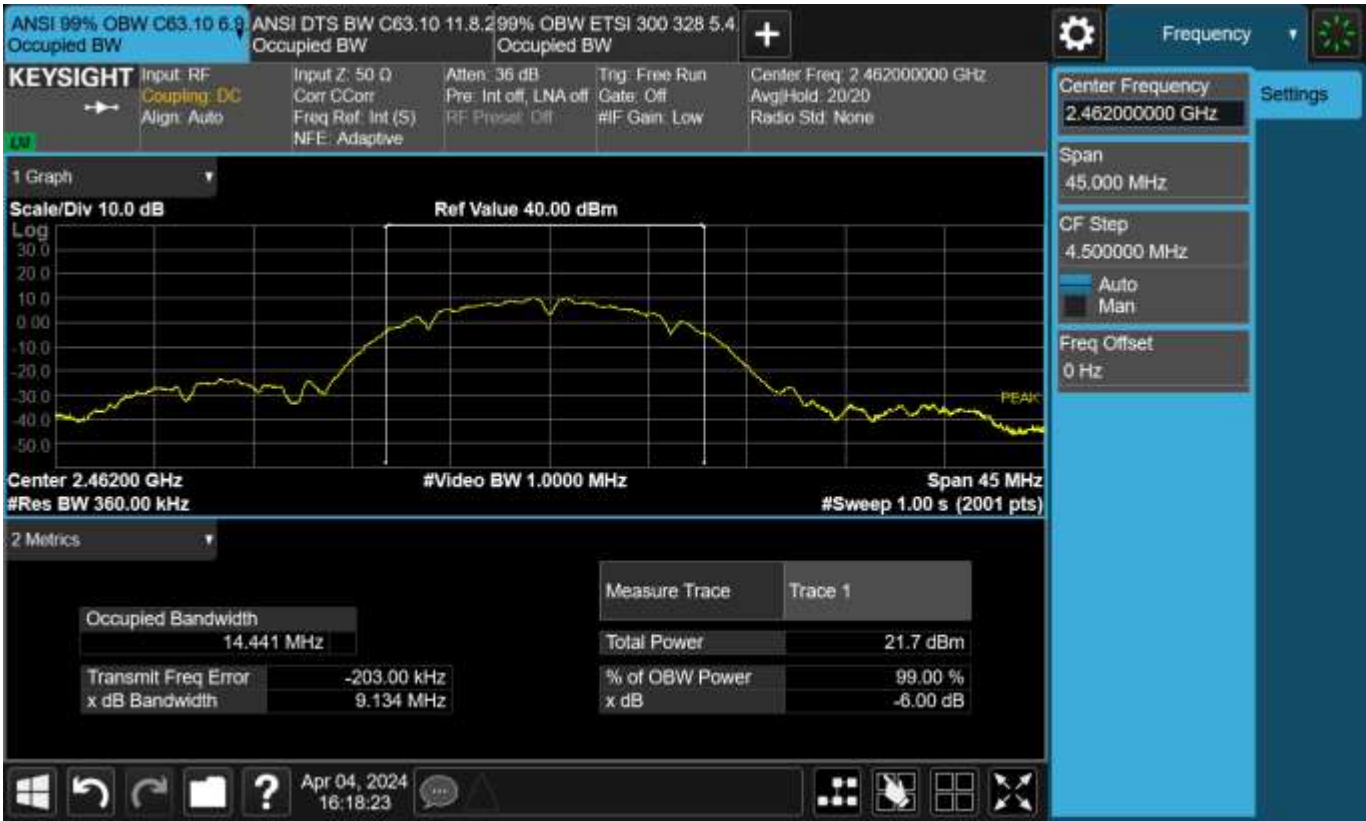 ANSI 99% OBW C63.10 6.9
Occupied BW
ANSI DTS BW C63.10 11.8.2
Occupied BW
99% OBW ETSI 300 328 5.4
Occupied BW
+
Frequency
KEYSIGHT
Input: RF
Coupling: DC
Align: Auto
Input Z: 50 Ω
Corr CCorr
Freq Ref: Int (S)
NFE: Adaptive
Atten: 36 dB
Pre: Int off, LNA off
RF Presel: Off
Trig: Free Run
Gate: Off
#IF Gain: Low
Center Freq: 2.462000000 GHz
Avg|Hold: 20/20
Radio Std: None
Center Frequency
2.462000000 GHz
Settings
Span
45.000 MHz
CF Step
4.500000 MHz
Auto
Man
Freq Offset
0 Hz
1 Graph
Scale/Div 10.0 dB
Ref Value 40.00 dBm
Log
30.0
20.0
10.0
0.00
-10.0
-20.0
-30.0
-40.0
-50.0
PEAK
Center 2.46200 GHz
#Video BW 1.0000 MHz
Span 45 MHz
#Res BW 360.00 kHz
#Sweep 1.00 s (2001 pts)
2 Metrics
Measure Trace
Trace 1
Occupied Bandwidth
14.441 MHz
Total Power
21.7 dBm
Transmit Freq Error
-203.00 kHz
% of OBW Power
99.00 %
x dB Bandwidth
9.134 MHz
x dB
-6.00 dB
?
Apr 04, 2024
16:18:23